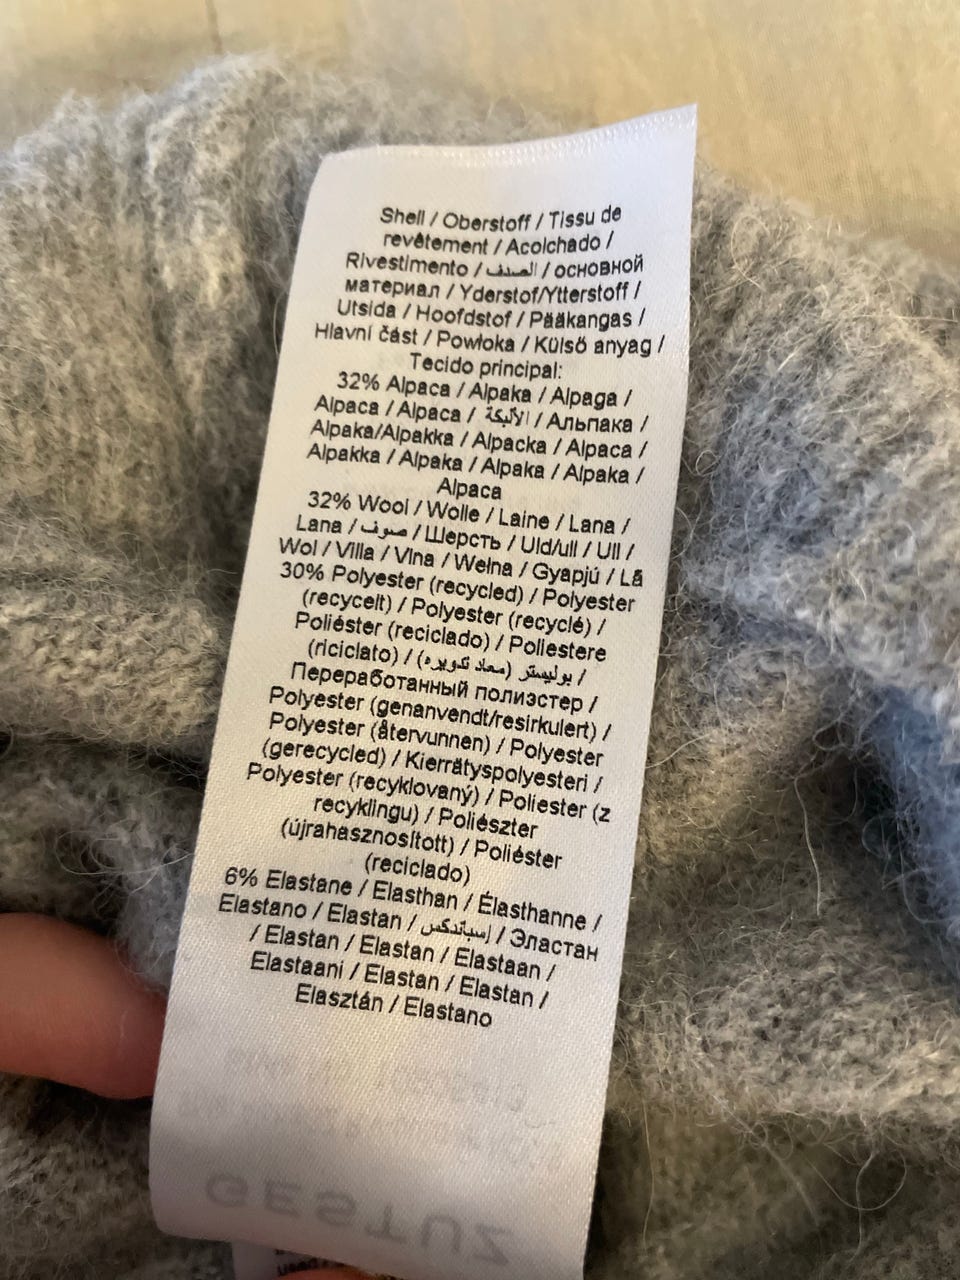 Shell / Oberstoff / Tissu de
revêtement / Acolchado /
Rivestimento / الصدف / основной
материал / Yderstof/Ytterstoff /
Utsida / Hoofdstof / Pääkangas /
Hlavní část / Powłoka / Külső anyag /
Tecido principal:
32% Alpaca / Alpaka / Alpaga /
Alpaca / Alpaca / الألبكة / Альпака /
Alpaka/Alpakka / Alpacka / Alpaca /
Alpakka / Alpaka / Alpaka / Alpaka /
Alpaca
32% Wool / Wolle / Laine / Lana /
Lana / صوف / Шерсть / Uld/ull / Ull /
Wol / Villa / Vlna / Wełna / Gyapjú / Lã
30% Polyester (recycled) / Polyester
(recycelt) / Polyester (recyclé) /
Poliéster (reciclado) / Poliestere
(riciclato) / بوليستر (معاد تدويره) /
Переработанный полиэстер /
Polyester (genanvendt/resirkulert) /
Polyester (återvunnen) / Polyester
(gerecycled) / Kierrätyspolyesteri /
Polyester (recyklovaný) / Poliester (z
recyklingu) / Poliészter
(újrahasznosított) / Poliéster
(reciclado)
6% Elastane / Elasthan / Élasthanne /
Elastano / Elastan / إسباندكس / Эластан
/ Elastan / Elastan / Elastaan /
Elastaani / Elastan / Elastan /
Elasztán / Elastano
GESTUZ